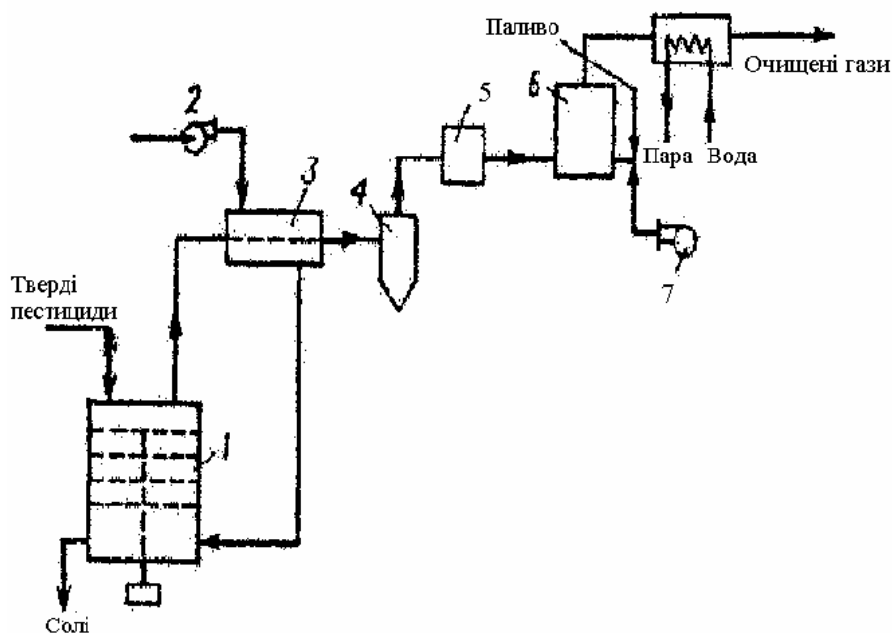 Паливо
Очищені гази
Пара
Вода
2
5
6
3
4
7
Тверді
пестициди
1
Солі